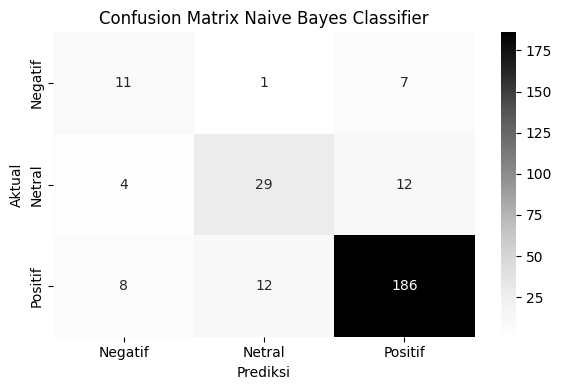 Confusion Matrix Naive Bayes Classifier
Aktual
Negatif
11 1 7
Netral
4 29 12
Positif
8 12 186
Negatif Netral Positif
Prediksi
175
150
125
100
75
50
25